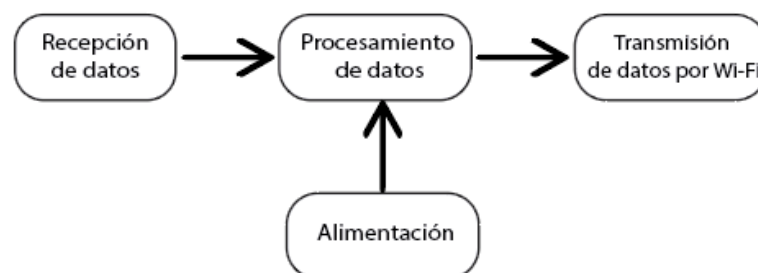 Recepción
de datos
Procesamiento
de datos
Transmisión
de datos por Wi-Fi
Alimentación